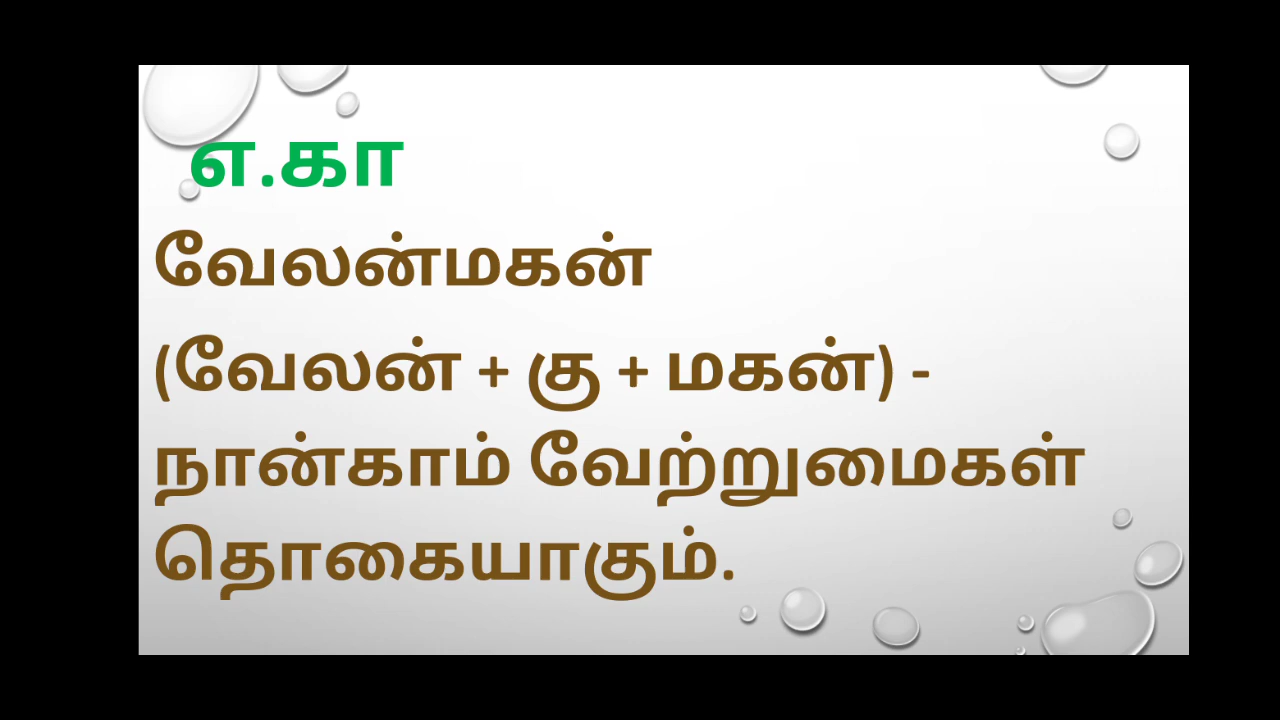 எ.கா
வேலன்மகன்
(வேலன் + கு + மகன்) -
நான்காம் வேற்றுமைகள்
தொகையாகும்.